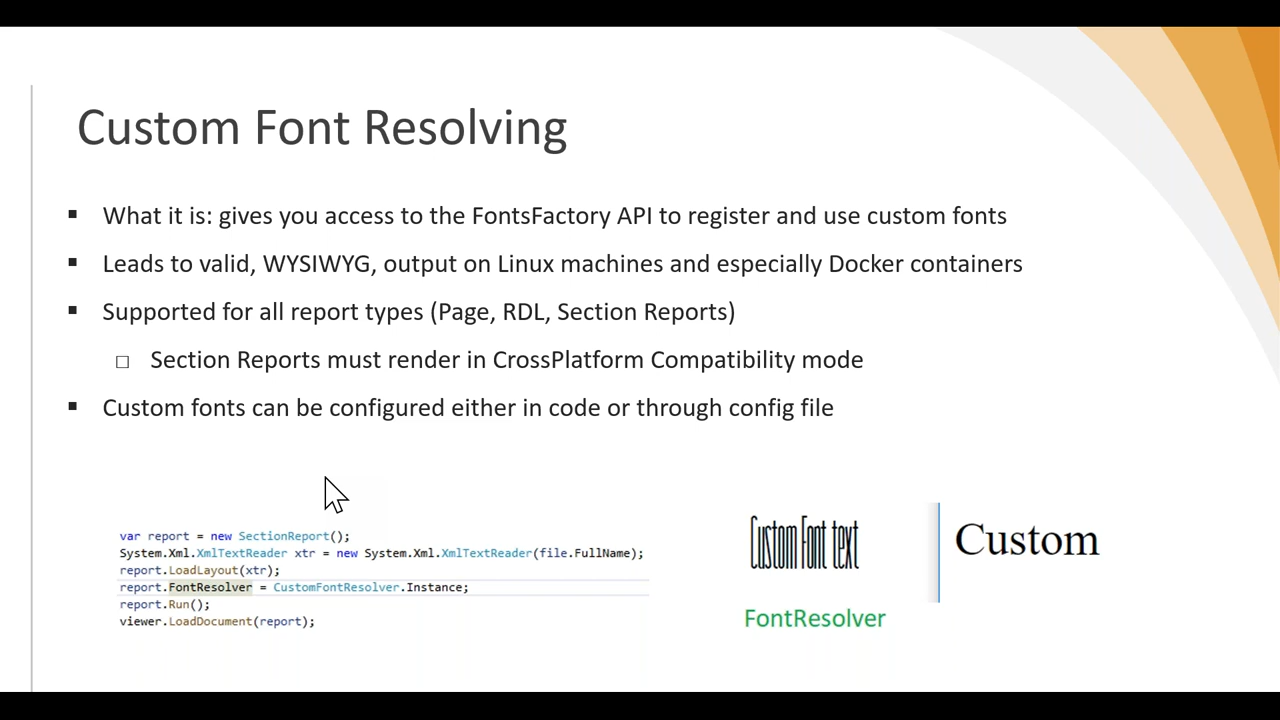 Custom Font Resolving
What it is: gives you access to the FontsFactory API to register and use custom fonts
Leads to valid, WYSIWYG, output on Linux machines and especially Docker containers
Supported for all report types (Page, RDL, Section Reports)
Section Reports must render in CrossPlatform Compatibility mode
Custom fonts can be configured either in code or through config file
var report = new SectionReport();
System.Xml.XmlTextReader xtr = new System.Xml.XmlTextReader(file.FullName);
report.LoadLayout(xtr);
report.FontResolver = CustomFontResolver.Instance;
report.Run();
viewer.LoadDocument(report);
Custom Font text
Custom
FontResolver